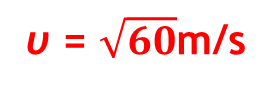 υ = √60m/s